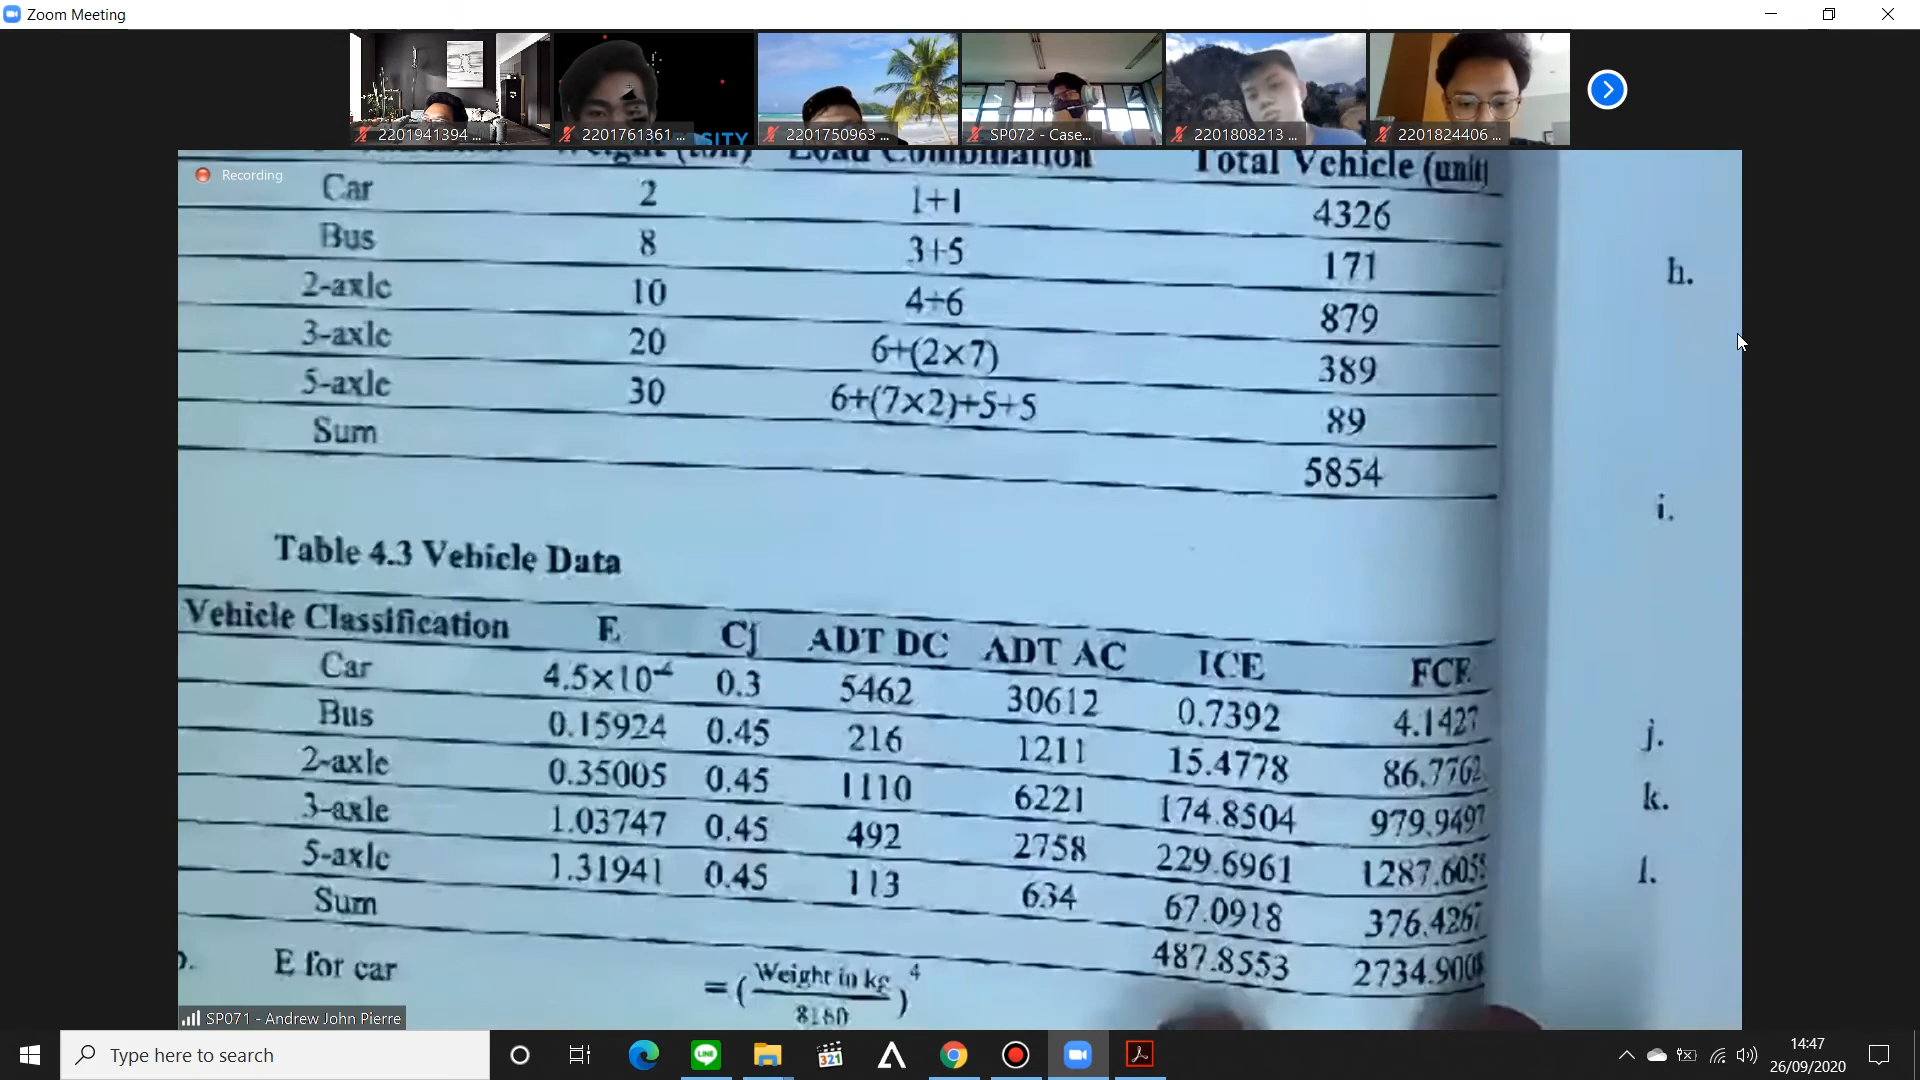 Zoom Meeting
2201941394 ...
2201761361 ...
SITY
2201750963 ...
SP072 - Case...
2201808213 ...
2201824406 ...
Recording
Weight (ton) Load Combination Total Vehicle (unit)
Car 2 1+1 4326
Bus 8 3+5 171
2-axle 10 4+6 879
3-axle 20 6+(2×7) 389
5-axle 30 6+(7×2)+5+5 89
Sum 5854
Table 4.3 Vehicle Data
Vehicle Classification E Cj ADT DC ADT AC ICE FCE
Car 4.5×10-4 0.3 5462 30612 0.7392 4.1427
Bus 0.15924 0.45 216 1211 15.4778 86.7762
2-axle 0.35005 0.45 1110 6221 174.8504 979.9497
3-axle 1.03747 0.45 492 2758 229.6961 1287.6055
5-axle 1.31941 0.45 113 634 67.0918 376.4267
Sum 487.8553 2734.9008
E for car = (Weight in kg / 8160)4
h.
i.
j.
k.
l.
SP071 - Andrew John Pierre
Type here to search
321
14:47
26/09/2020